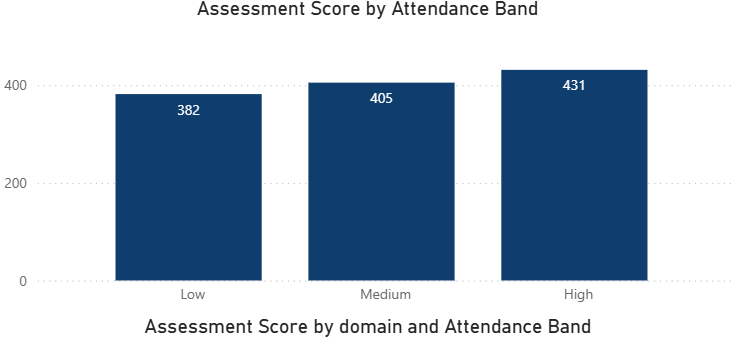 Assessment Score by Attendance Band
400
200
0
382
405
431
Low
Medium
High
Assessment Score by domain and Attendance Band